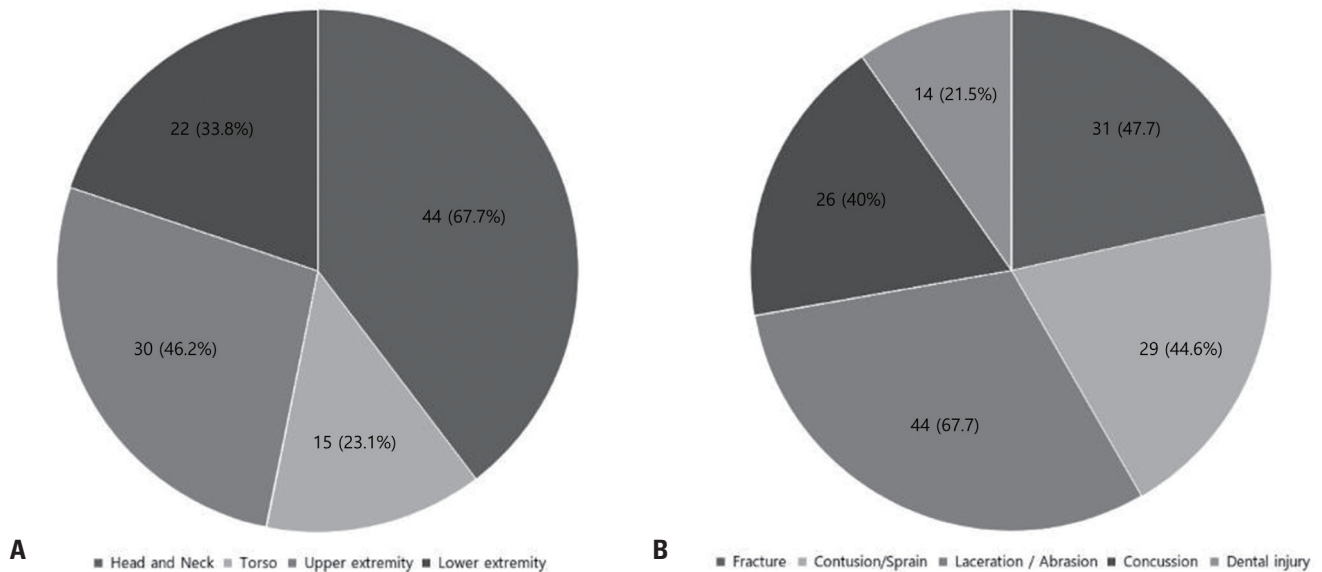 22 (33.8%)
44 (67.7%)
30 (46.2%)
15 (23.1%)
A
Head and Neck Torso Upper extremity Lower extremity
14 (21.5%)
31 (47.7)
26 (40%)
29 (44.6%)
44 (67.7)
B
Fracture Contusion/Sprain Laceration / Abrasion Concussion Dental injury